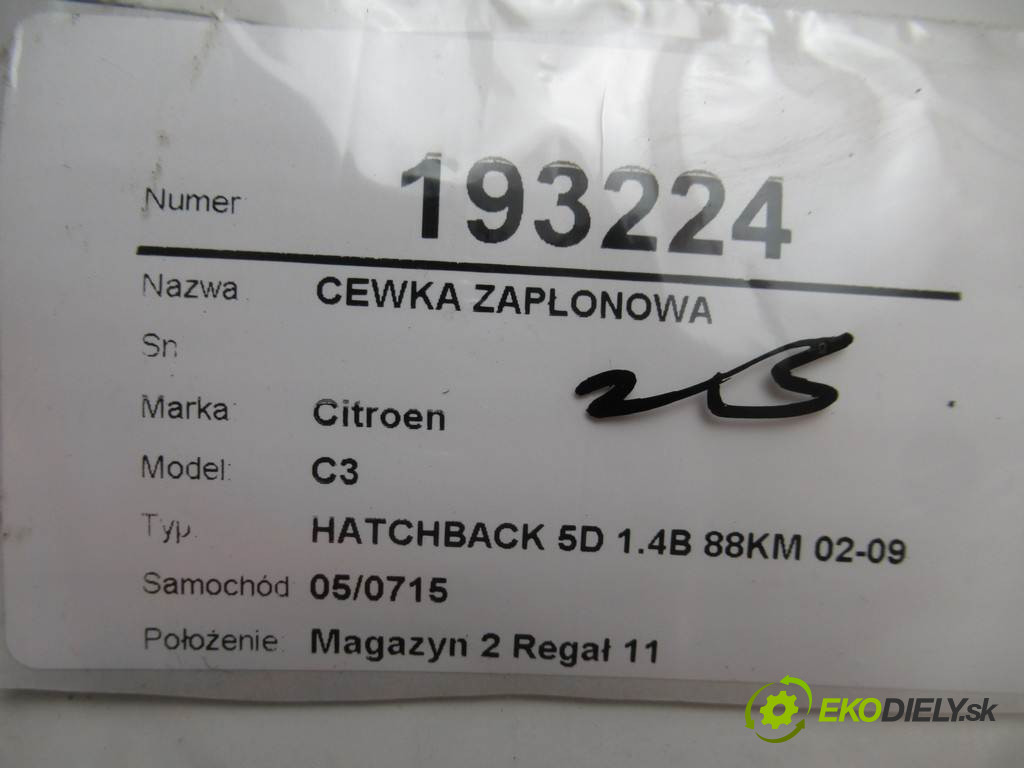 Numer 193224
Nazwa CEWKA ZAPŁONOWA
Sn
Marka Citroen
Model: C3
Typ: HATCHBACK 5D 1.4B 88KM 02-09
Samochód 05/0715
Położenie: Magazyn 2 Regał 11
EKODIELY.sk